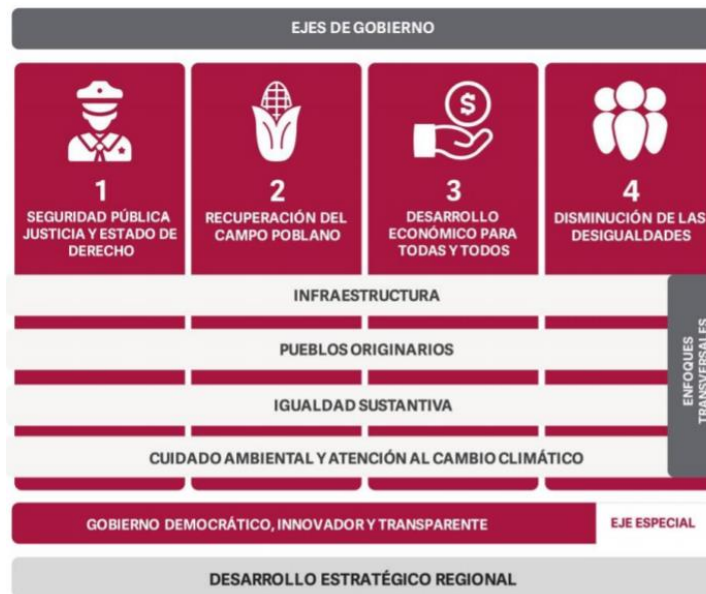 EJES DE GOBIERNO
1
SEGURIDAD PÚBLICA
JUSTICIA Y ESTADO DE
DERECHO
2
RECUPERACIÓN DEL
CAMPO POBLANO
$
3
DESARROLLO
ECONÓMICO PARA
TODAS Y TODOS
4
DISMINUCIÓN DE LAS
DESIGUALDADES
INFRAESTRUCTURA
PUEBLOS ORIGINARIOS
IGUALDAD SUSTANTIVA
CUIDADO AMBIENTAL Y ATENCIÓN AL CAMBIO CLIMÁTICO
ENFOQUES
TRANSVERSALES
GOBIERNO DEMOCRÁTICO, INNOVADOR Y TRANSPARENTE
EJE ESPECIAL
DESARROLLO ESTRATÉGICO REGIONAL